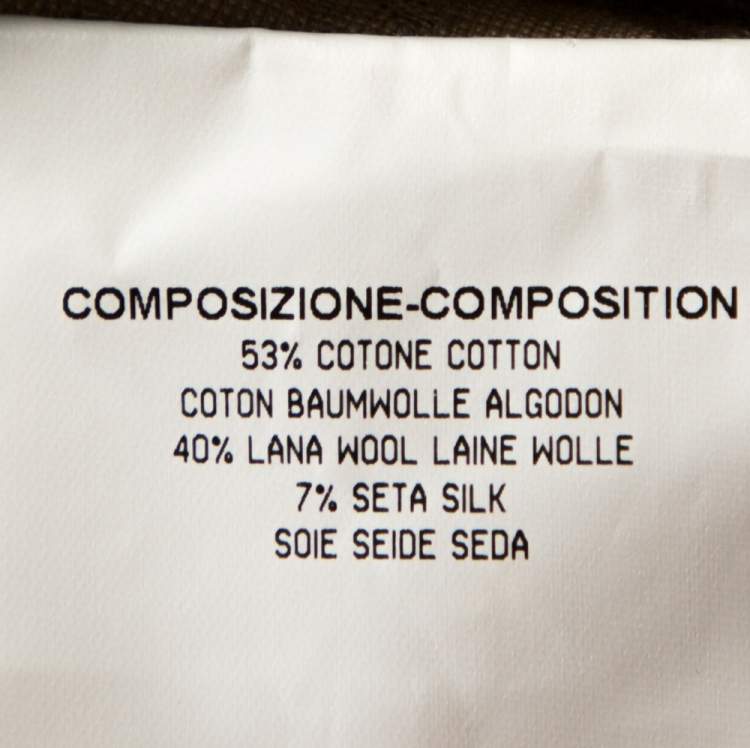 COMPOSIZIONE-COMPOSITION
53% COTONE COTTON
COTON BAUMWOLLE ALGODON
40% LANA WOOL LAINE WOLLE
7% SETA SILK
SOIE SEIDE SEDA